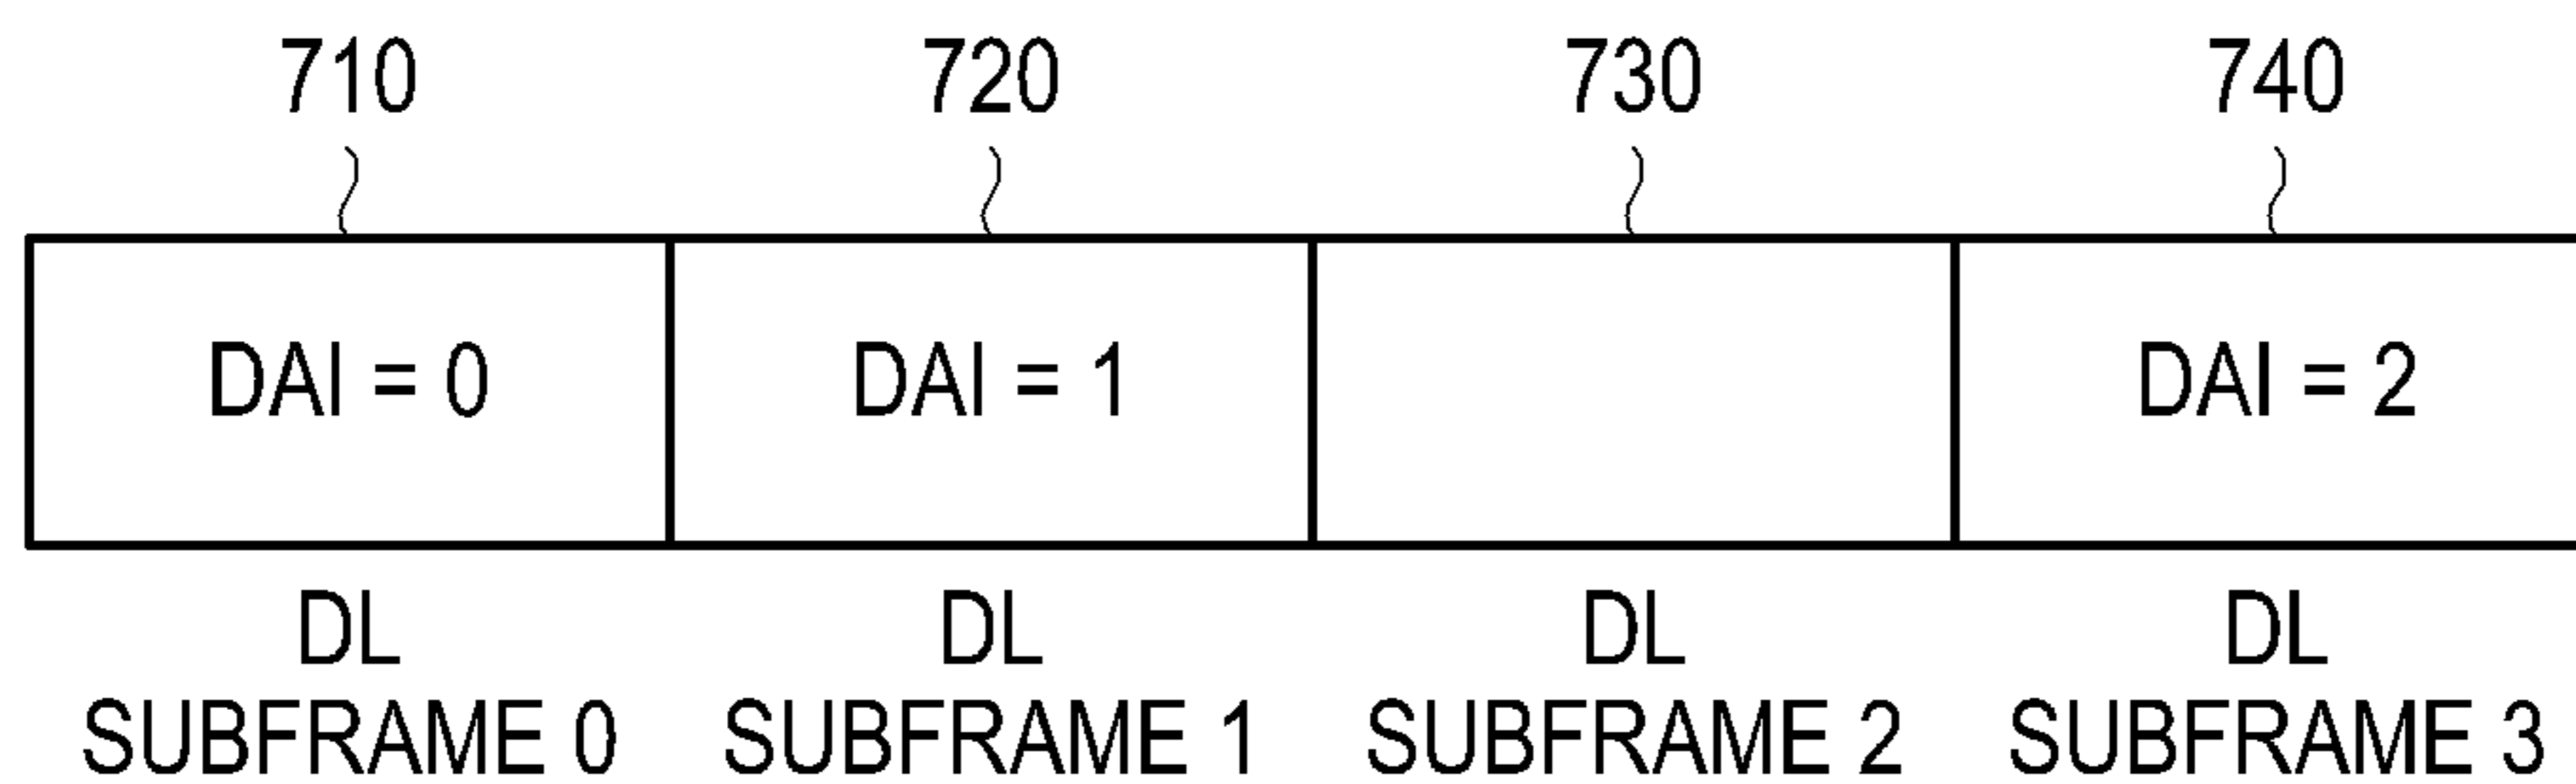 710 720 730 740
DAI = 0 DAI = 1 DAI = 2
DL DL DL DL
SUBFRAME 0 SUBFRAME 1 SUBFRAME 2 SUBFRAME 3